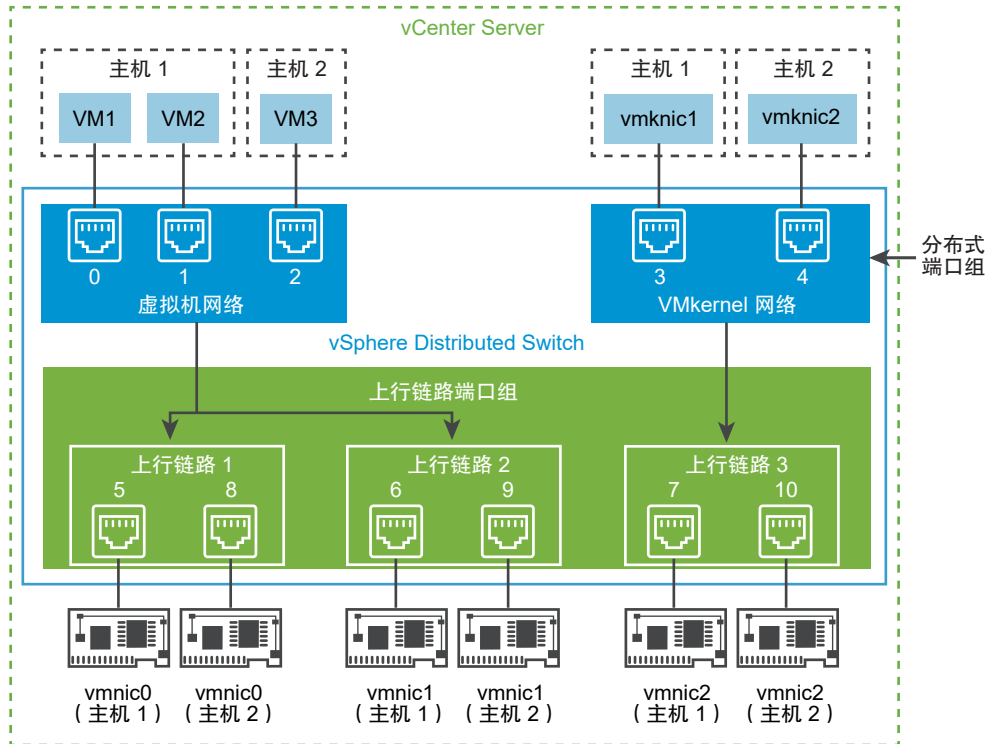 vCenter Server
主机 1
主机 2
主机 1
主机 2
VM1
VM2
VM3
vmknic1
vmknic2
0
1
2
3
4
虚拟机网络
VMkernel 网络
分布式
端口组
vSphere Distributed Switch
上行链路端口组
上行链路 1
上行链路 2
上行链路 3
5
8
6
9
7
10
vmnic0
(主机 1)
vmnic0
(主机 2)
vmnic1
(主机 1)
vmnic1
(主机 2)
vmnic2
(主机 1)
vmnic2
(主机 2)